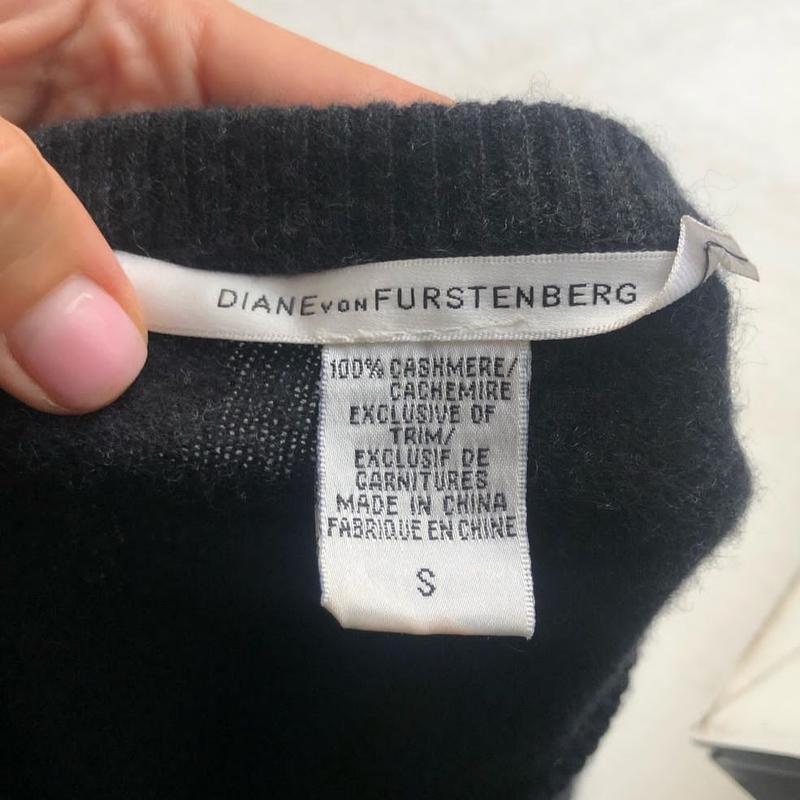 DIANE von FURSTENBERG
100% CASHMERE/
CACHEMIRE
EXCLUSIVE OF
TRIM/
EXCLUSIF DE
GARNITURES
MADE IN CHINA
FABRIQUE EN CHINE
S